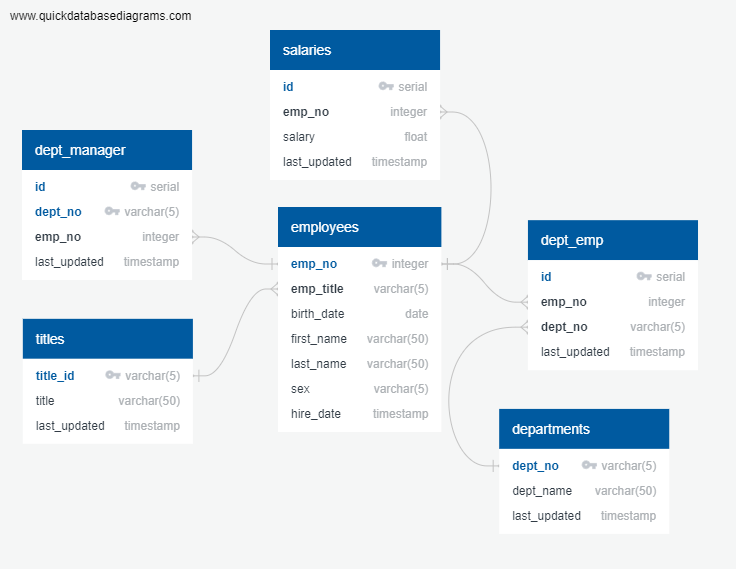 www.quickdatabasediagrams.com
salaries
id serial
emp_no integer
salary float
last_updated timestamp
dept_manager
id serial
dept_no varchar(5)
emp_no integer
last_updated timestamp
employees
emp_no integer
emp_title varchar(5)
birth_date date
first_name varchar(50)
last_name varchar(50)
sex varchar(5)
hire_date timestamp
dept_emp
id serial
emp_no integer
dept_no varchar(5)
last_updated timestamp
titles
title_id varchar(5)
title varchar(50)
last_updated timestamp
departments
dept_no varchar(5)
dept_name varchar(50)
last_updated timestamp